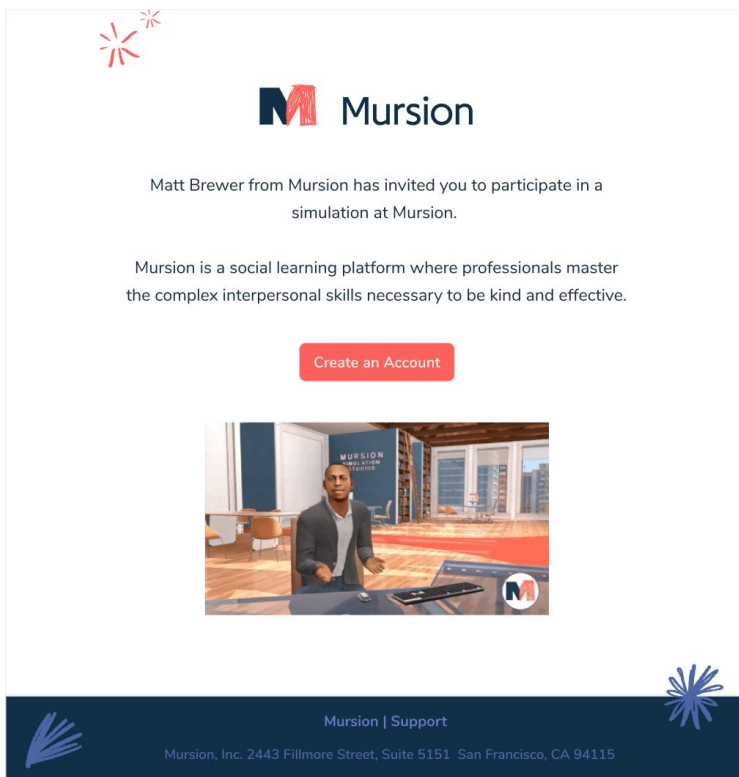 Mursion
Matt Brewer from Mursion has invited you to participate in a
simulation at Mursion.
Mursion is a social learning platform where professionals master
the complex interpersonal skills necessary to be kind and effective.
Create an Account
MURSION
SIMULATION
STUDIOS
Mursion | Support
Mursion, Inc. 2443 Fillmore Street, Suite 5151 San Francisco, CA 94115